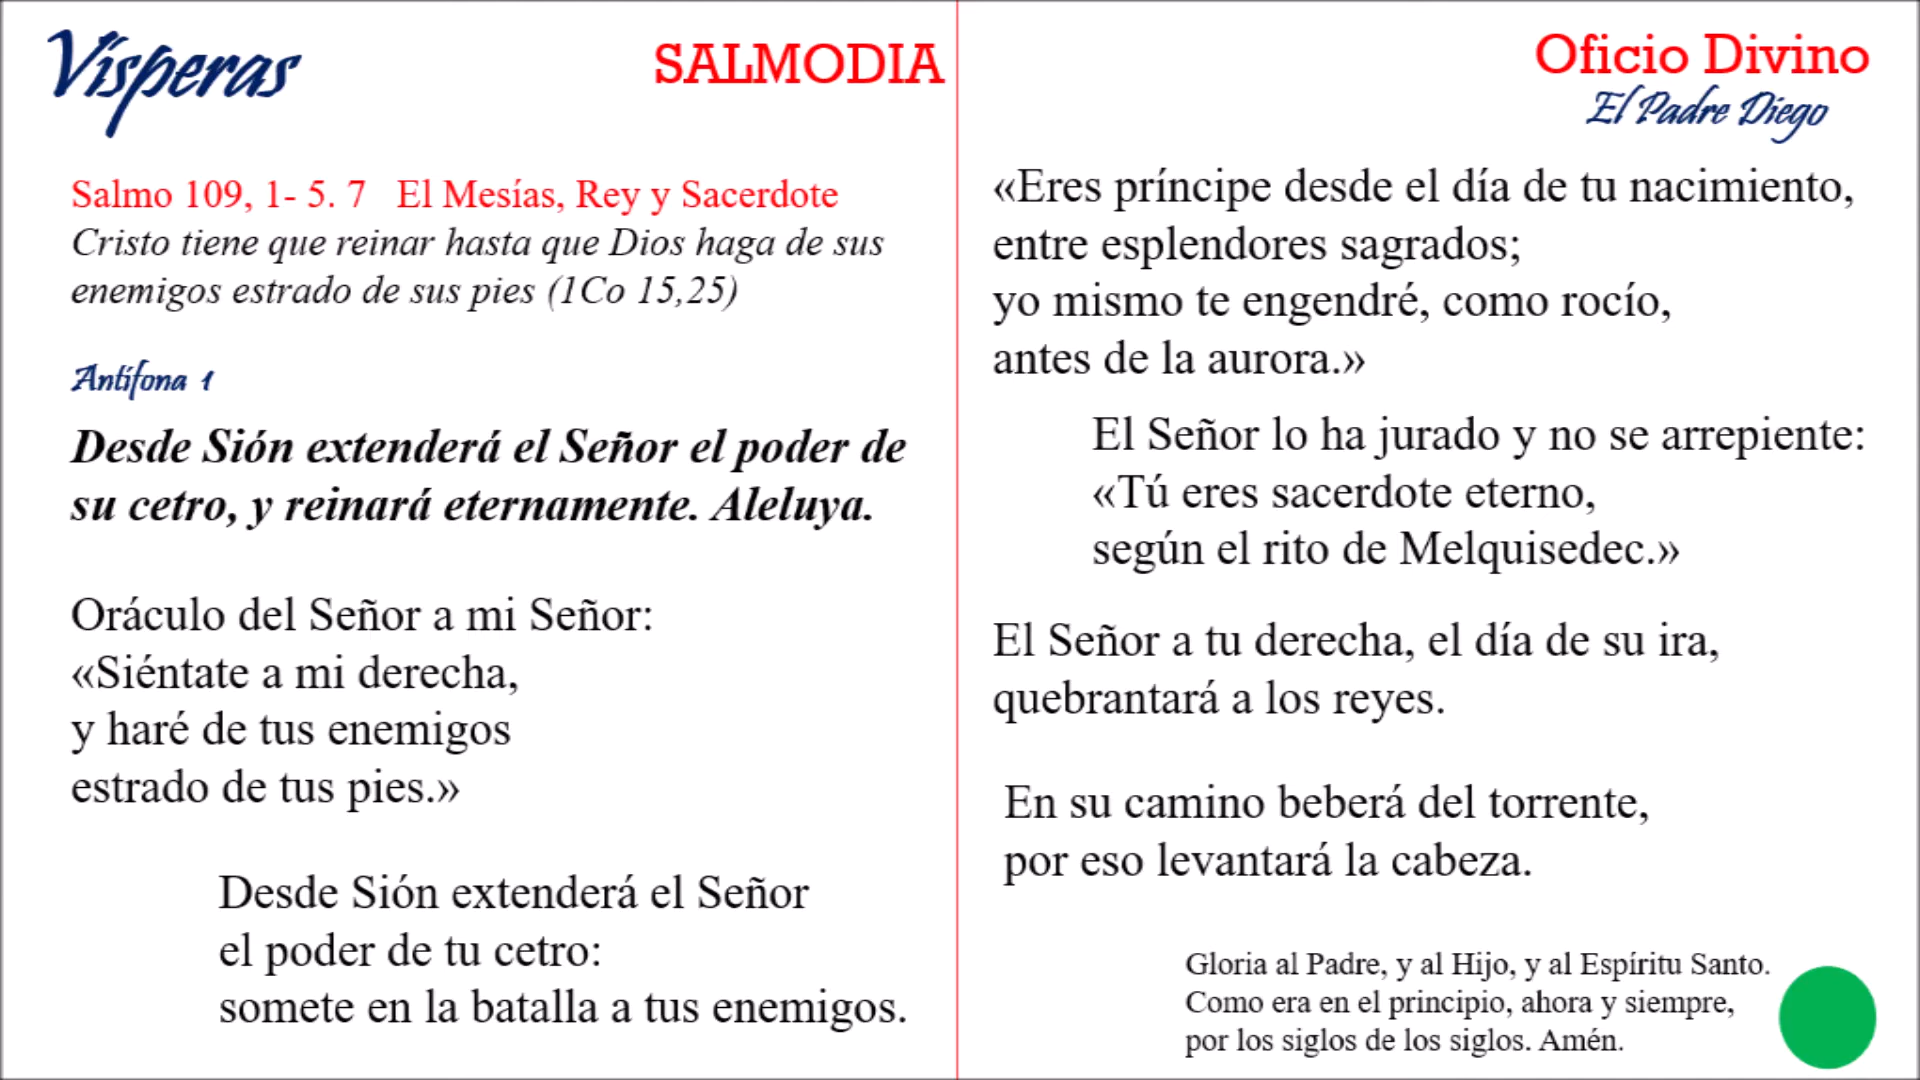 Vísperas
SALMODIA
Salmo 109, 1- 5. 7   El Mesías, Rey y Sacerdote
Cristo tiene que reinar hasta que Dios haga de sus
enemigos estrado de sus pies (1Co 15,25)
Antífona 1
Desde Sión extenderá el Señor el poder de
su cetro, y reinará eternamente. Aleluya.
Oráculo del Señor a mi Señor:
«Siéntate a mi derecha,
y haré de tus enemigos
estrado de tus pies.»
Desde Sión extenderá el Señor
el poder de tu cetro:
somete en la batalla a tus enemigos.
Oficio Divino
El Padre Diego
«Eres príncipe desde el día de tu nacimiento,
entre esplendores sagrados;
yo mismo te engendré, como rocío,
antes de la aurora.»
El Señor lo ha jurado y no se arrepiente:
«Tú eres sacerdote eterno,
según el rito de Melquisedec.»
El Señor a tu derecha, el día de su ira,
quebrantará a los reyes.
En su camino beberá del torrente,
por eso levantará la cabeza.
Gloria al Padre, y al Hijo, y al Espíritu Santo.
Como era en el principio, ahora y siempre,
por los siglos de los siglos. Amén.